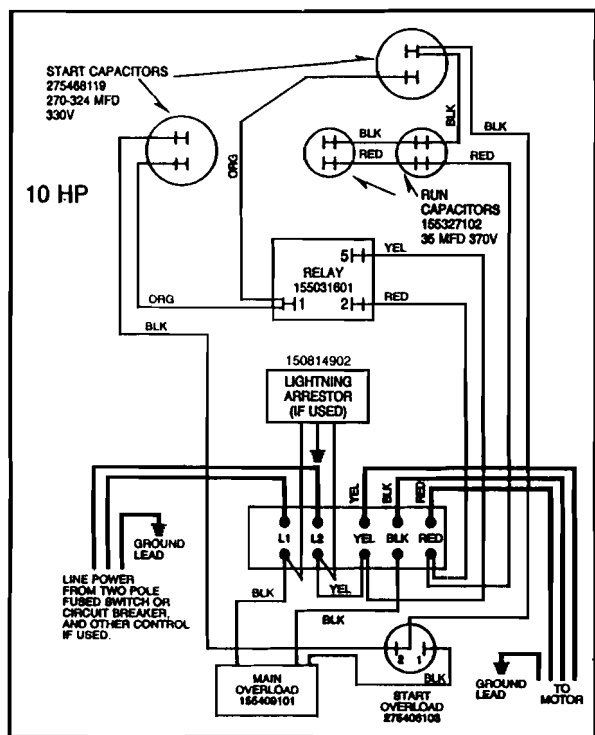 START CAPACITORS
275468119
270-324 MFD
330V
10 HP
BLK
RED
BLK
BLK
RED
ORG
RUN
CAPACITORS
155327102
35 MFD 370V
YEL
5
RELAY
155031601
1
2
RED
ORG
BLK
150814902
LIGHTNING
ARRESTOR
(IF USED)
YEL
BLK
RED
L1
L2
YEL
BLK
RED
GROUND
LEAD
LINE POWER
FROM TWO POLE
FUSED SWITCH OR
CIRCUIT BREAKER,
AND OTHER CONTROL
IF USED.
BLK
YEL
BLK
2
1
BLK
MAIN
OVERLOAD
155409101
START
OVERLOAD
275406103
GROUND
LEAD
TO
MOTOR